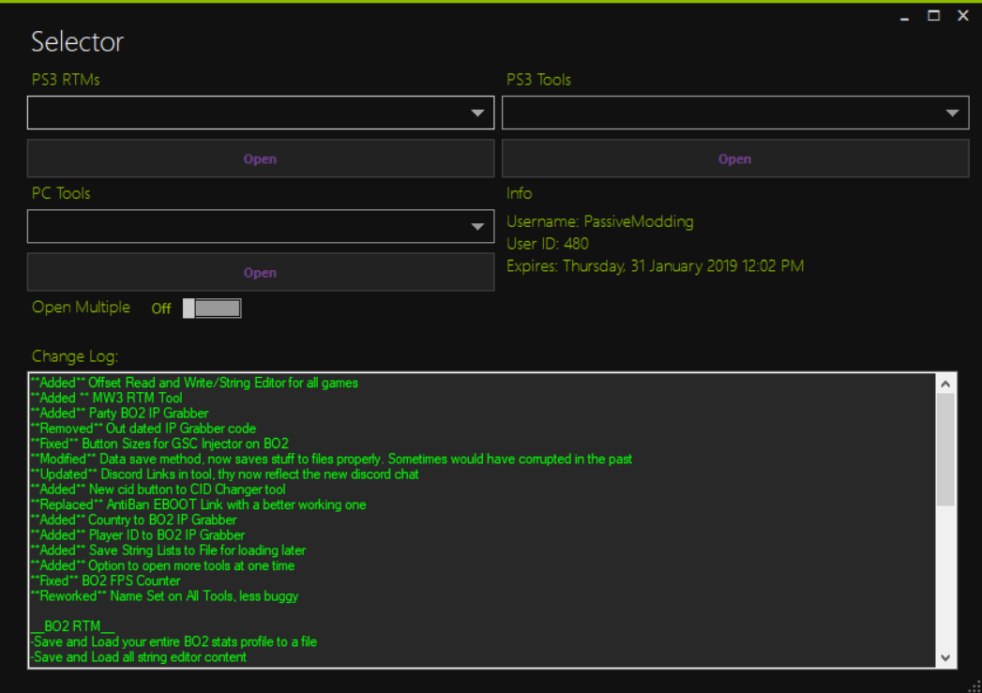 Selector
PS3 RTMs
PS3 Tools
Open
Open
PC Tools
Info
Username: PassiveModding
User ID: 480
Expires: Thursday, 31 January 2019 12:02 PM
Open
Open Multiple Off
Change Log:
**Added** Offset Read and Write/String Editor for all games
**Added ** MW3 RTM Tool
**Added** Party BO2 IP Grabber
**Removed** Out dated IP Grabber code
**Fixed** Button Sizes for GSC Injector on BO2
**Modified** Data save method, now saves stuff to files properly. Sometimes would have corrupted in the past
**Updated** Discord Links in tool, thy now reflect the new discord chat
**Added** New cid button to CID Changer tool
**Replaced** AntiBan EBOOT Link with a better working one
**Added** Country to BO2 IP Grabber
**Added** Player ID to BO2 IP Grabber
**Added** Save String Lists to File for loading later
**Added** Option to open more tools at one time
**Fixed** BO2 FPS Counter
**Reworked** Name Set on All Tools, less buggy
__BO2 RTM__
-Save and Load your entire BO2 stats profile to a file
-Save and Load all string editor content